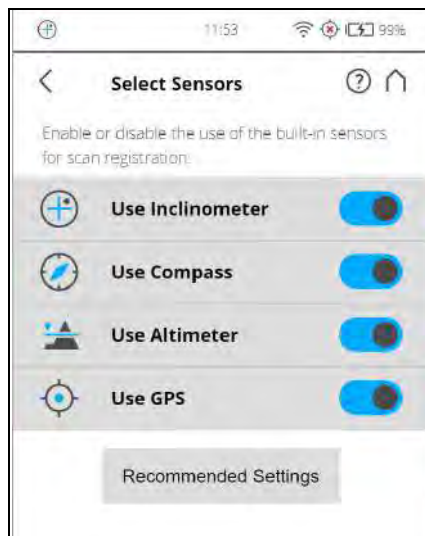 11:53 99%
Select Sensors
Enable or disable the use of the built-in sensors
for scan registration.
Use Inclinometer
Use Compass
Use Altimeter
Use GPS
Recommended Settings